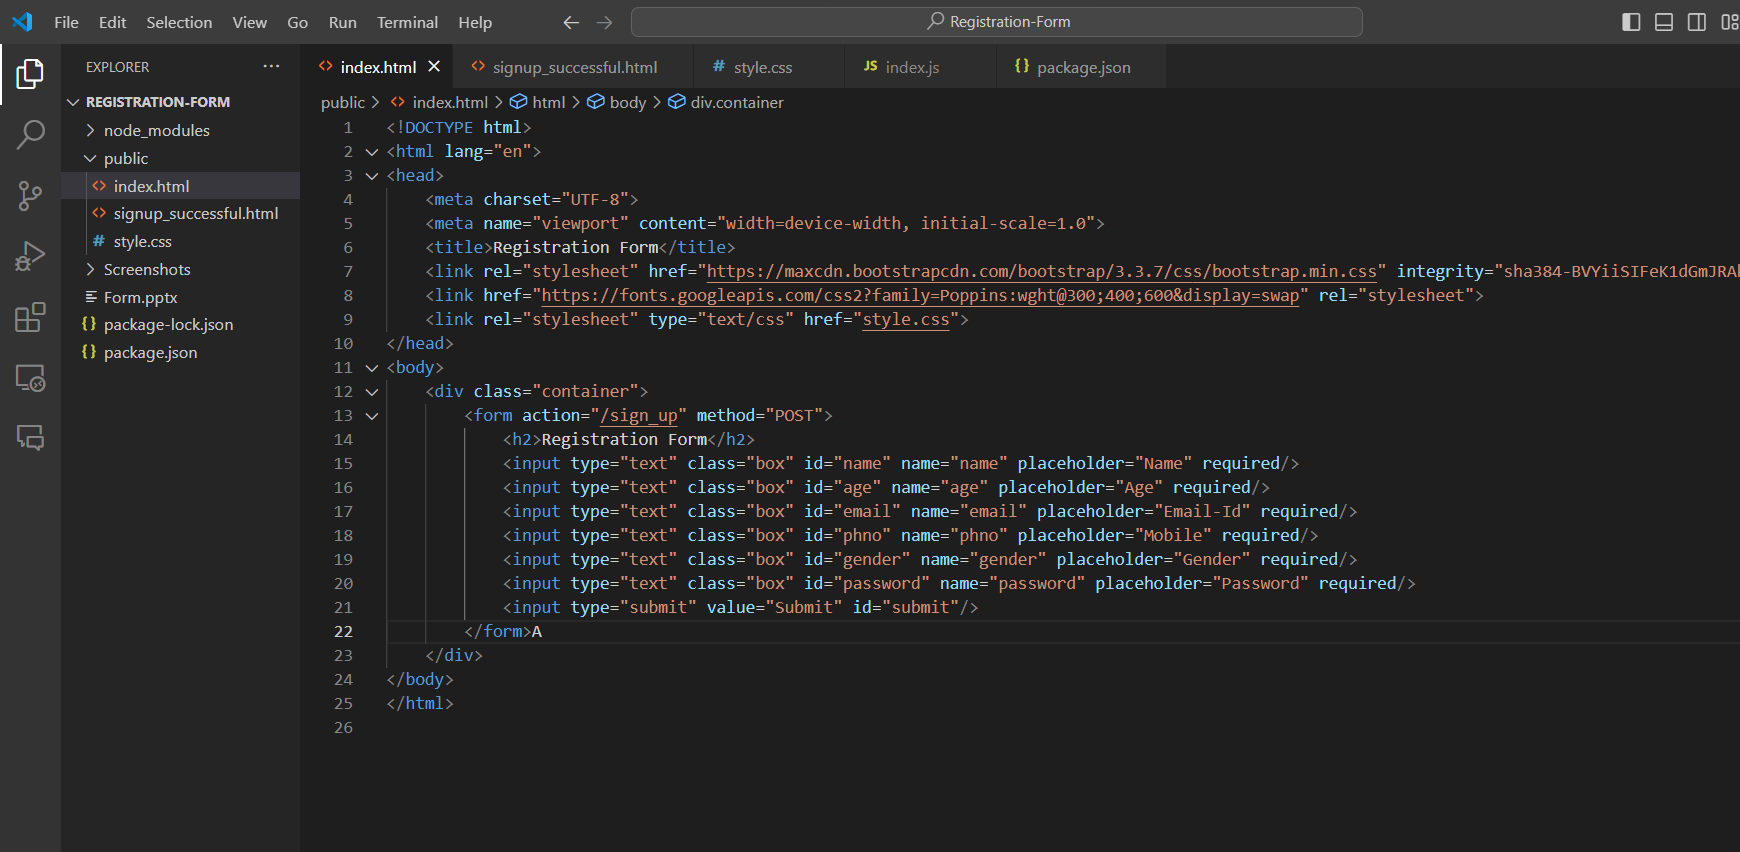 File Edit Selection View Go Run Terminal Help Registration-Form
EXPLORER ···
REGISTRATION-FORM
node_modules
public
index.html
signup_successful.html
style.css
Screenshots
Form.pptx
package-lock.json
package.json
index.html signup_successful.html # style.css JS index.js {} package.json
public > index.html > html > body > div.container
1 <!DOCTYPE html>
2 <html lang="en">
3 <head>
4 <meta charset="UTF-8">
5 <meta name="viewport" content="width=device-width, initial-scale=1.0">
6 <title>Registration Form</title>
7 <link rel="stylesheet" href="https://maxcdn.bootstrapcdn.com/bootstrap/3.3.7/css/bootstrap.min.css" integrity="sha384-BVYiiSIFeK1dGmJRA
8 <link href="https://fonts.googleapis.com/css2?family=Poppins:wght@300;400;600&display=swap" rel="stylesheet">
9 <link rel="stylesheet" type="text/css" href="style.css">
10 </head>
11 <body>
12 <div class="container">
13 <form action="/sign_up" method="POST">
14 <h2>Registration Form</h2>
15 <input type="text" class="box" id="name" name="name" placeholder="Name" required/>
16 <input type="text" class="box" id="age" name="age" placeholder="Age" required/>
17 <input type="text" class="box" id="email" name="email" placeholder="Email-Id" required/>
18 <input type="text" class="box" id="phno" name="phno" placeholder="Mobile" required/>
19 <input type="text" class="box" id="gender" name="gender" placeholder="Gender" required/>
20 <input type="text" class="box" id="password" name="password" placeholder="Password" required/>
21 <input type="submit" value="Submit" id="submit"/>
22 </form>A
23 </div>
24 </body>
25 </html>
26